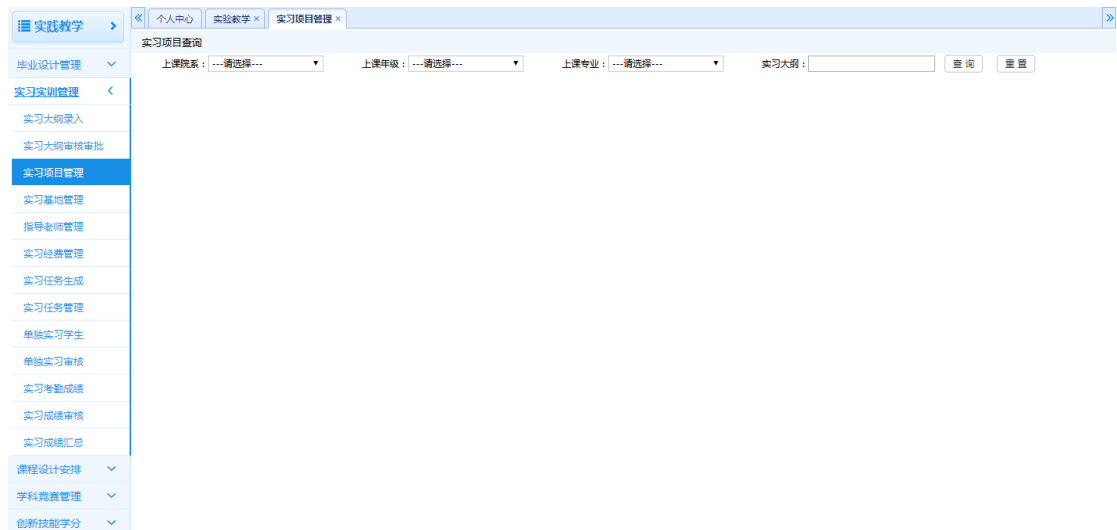 实践教学
个人中心 实验教学 × 实习项目管理 ×
实习项目查询
上课院系： ---请选择--- 上课年级： ---请选择--- 上课专业： ---请选择--- 实习大纲： 查 询 重 置
毕业设计管理
实习实训管理
实习大纲录入
实习大纲审核审批
实习项目管理
实习基地管理
指导老师管理
实习经费管理
实习任务生成
实习任务管理
单独实习学生
单独实习审核
实习考勤成绩
实习成绩审核
实习成绩汇总
课程设计安排
学科竞赛管理
创新技能学分